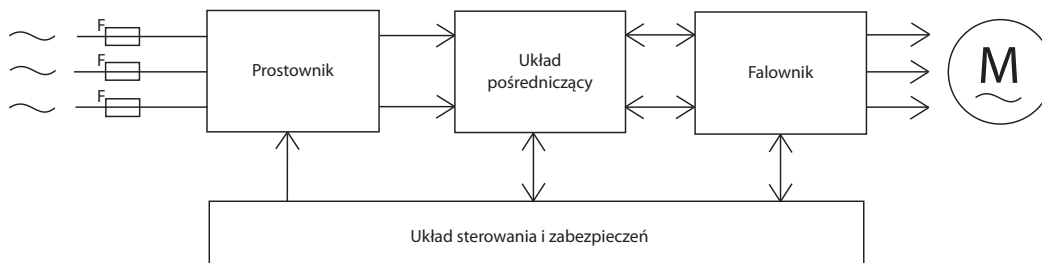 F
F
F
Prostownik
Układ
pośredniczący
Falownik
M
Układ sterowania i zabezpieczeń